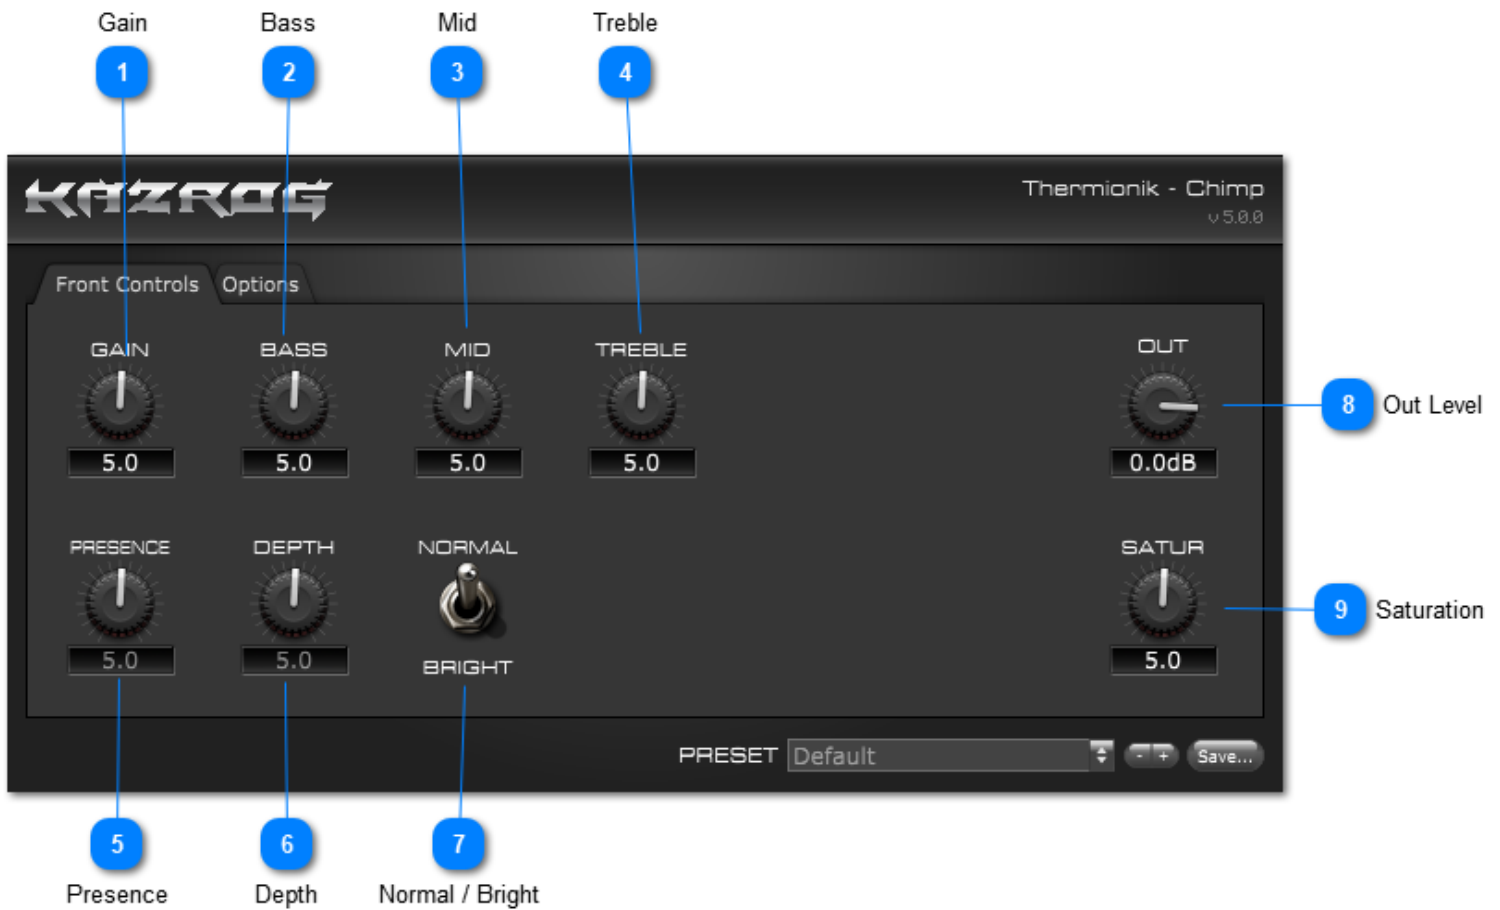 Gain Bass Mid Treble
1 2 3 4
KAZROG
Thermionik - Chimp
v 5.0.0
Front Controls Options
GAIN BASS MID TREBLE OUT
5.0 5.0 5.0 5.0 0.0dB
8 Out Level
PRESENCE DEPTH NORMAL SATUR
9 Saturation
5.0 5.0 BRIGHT 5.0
PRESET Default - + Save...
5 6 7
Presence Depth Normal / Bright